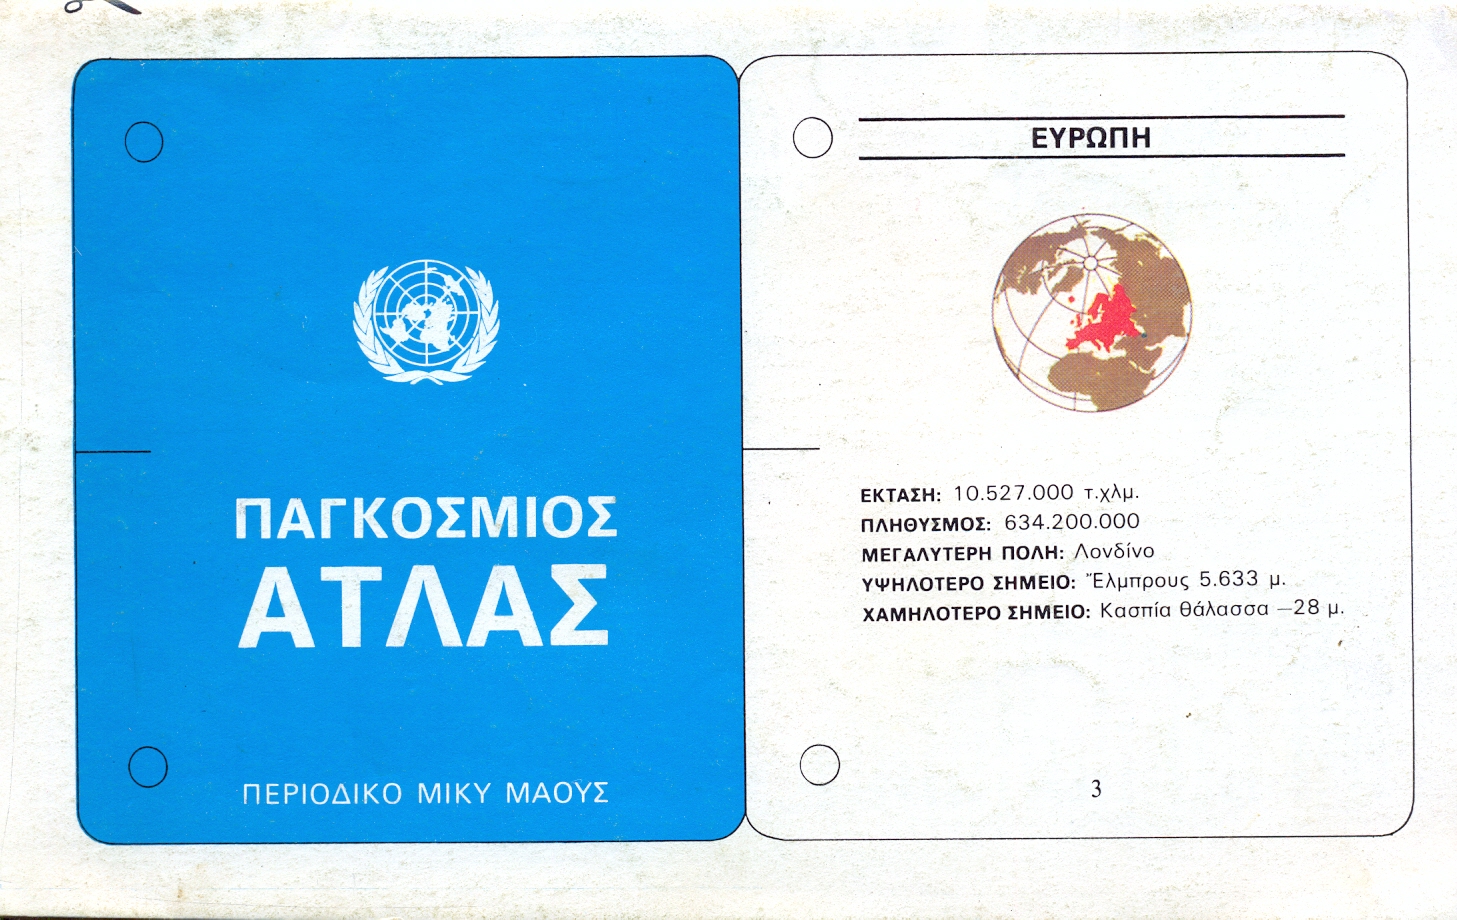 ΠΑΓΚΟΣΜΙΟΣ
ΑΤΛΑΣ
ΠΕΡΙΟΔΙΚΟ ΜΙΚΥ ΜΑΟΥΣ
ΕΥΡΩΠΗ
ΕΚΤΑΣΗ: 10.527.000 τ.χλμ.
ΠΛΗΘΥΣΜΟΣ: 634.200.000
ΜΕΓΑΛΥΤΕΡΗ ΠΟΛΗ: Λονδίνο
ΥΨΗΛΟΤΕΡΟ ΣΗΜΕΙΟ: Ἔλμπρους 5.633 μ.
ΧΑΜΗΛΟΤΕΡΟ ΣΗΜΕΙΟ: Κασπία θάλασσα —28 μ.
3